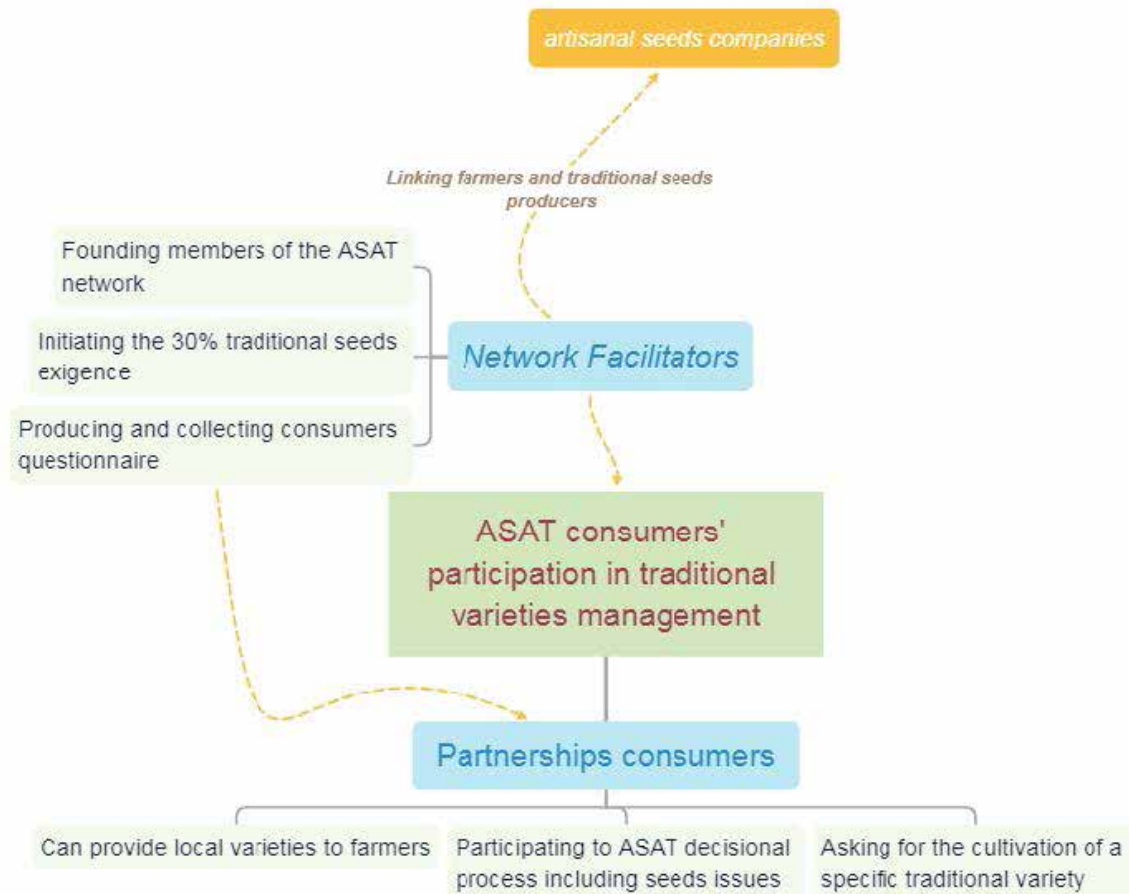 artisanal seeds companies
Linking farmers and traditional seeds
producers
Founding members of the ASAT
network
Initiating the 30% traditional seeds
exigence
Producing and collecting consumers
questionnaire
Network Facilitators
ASAT consumers'
participation in traditional
varieties management
Partnerships consumers
Can provide local varieties to farmers
Participating to ASAT decisional
process including seeds issues
Asking for the cultivation of a
specific traditional variety